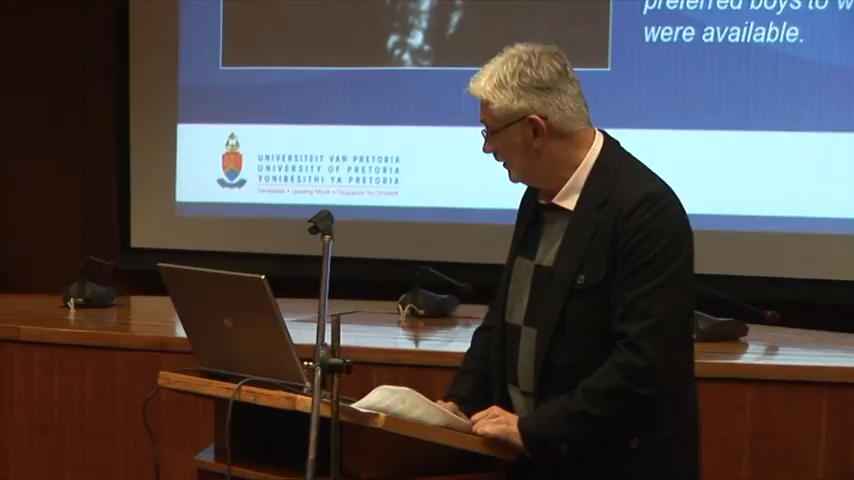 preferred boys to w
were available.
UNIVERSITEIT VAN PRETORIA
UNIVERSITY OF PRETORIA
YUNIBESITHI YA PRETORIA